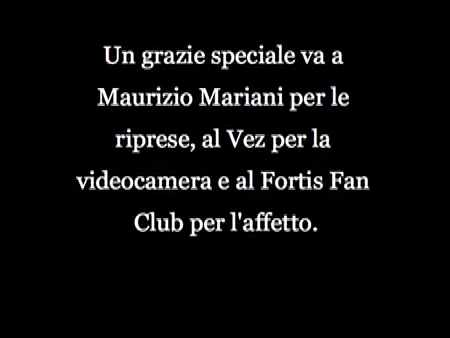 Un grazie speciale va a
Maurizio Mariani per le
riprese, al Vez per la
videocamera e al Fortis Fan
Club per l'affetto.